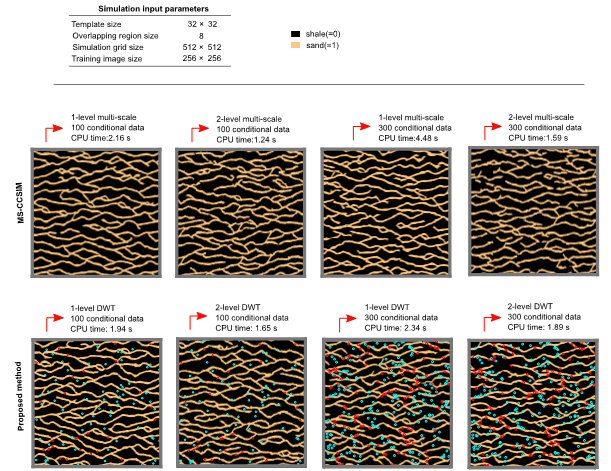 Simulation input parameters
Template size 32 × 32
Overlapping region size 8
Simulation grid size 512 × 512
Training image size 256 × 256
shale(=0)
sand(=1)
1-level multi-scale
100 conditional data
CPU time:2.16 s
2-level multi-scale
100 conditional data
CPU time:1.24 s
1-level multi-scale
300 conditional data
CPU time:4.48 s
2-level multi-scale
300 conditional data
CPU time:1.59 s
MS-CCSIM
1-level DWT
100 conditional data
CPU time: 1.94 s
2-level DWT
100 conditional data
CPU time: 1.65 s
1-level DWT
300 conditional data
CPU time: 2.34 s
2-level DWT
300 conditional data
CPU time: 1.89 s
Proposed method